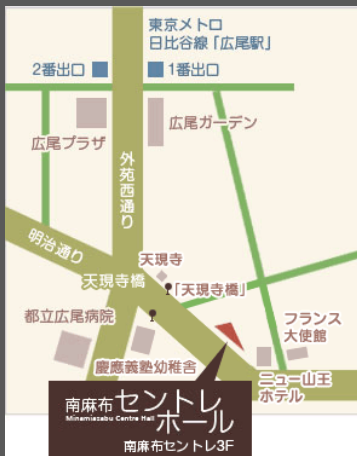 東京メトロ
日比谷線「広尾駅」
2番出口
1番出口
広尾プラザ
広尾ガーデン
外苑西通り
明治通り
天現寺
天現寺橋
「天現寺橋」
都立広尾病院
慶應義塾幼稚舎
フランス
大使館
ニュー山王
ホテル
南麻布セントレ
ホール
Minamiazabu Centre Hall
南麻布セントレ3F